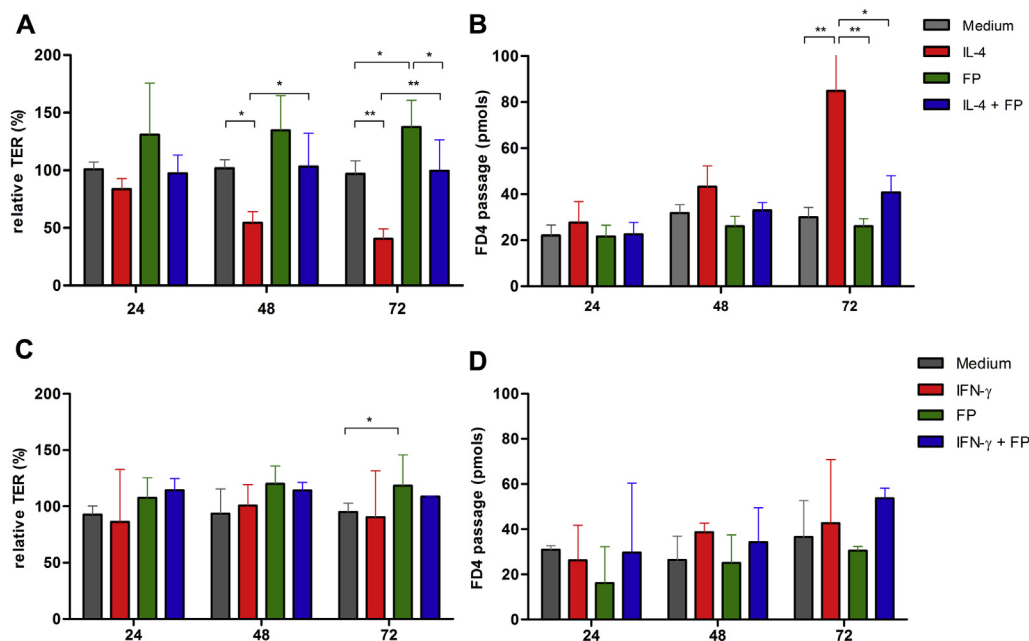 A
relative TER (%)
200
150
100
50
0
* * * * ** ** *
24 48 72
B
FD4 passage (pmols)
100
80
60
40
20
0
* ** **
24 48 72
Medium
IL-4
FP
IL-4 + FP
C
relative TER (%)
200
150
100
50
0
*
24 48 72
D
FD4 passage (pmols)
100
80
60
40
20
0
24 48 72
Medium
IFN-γ
FP
IFN-γ + FP